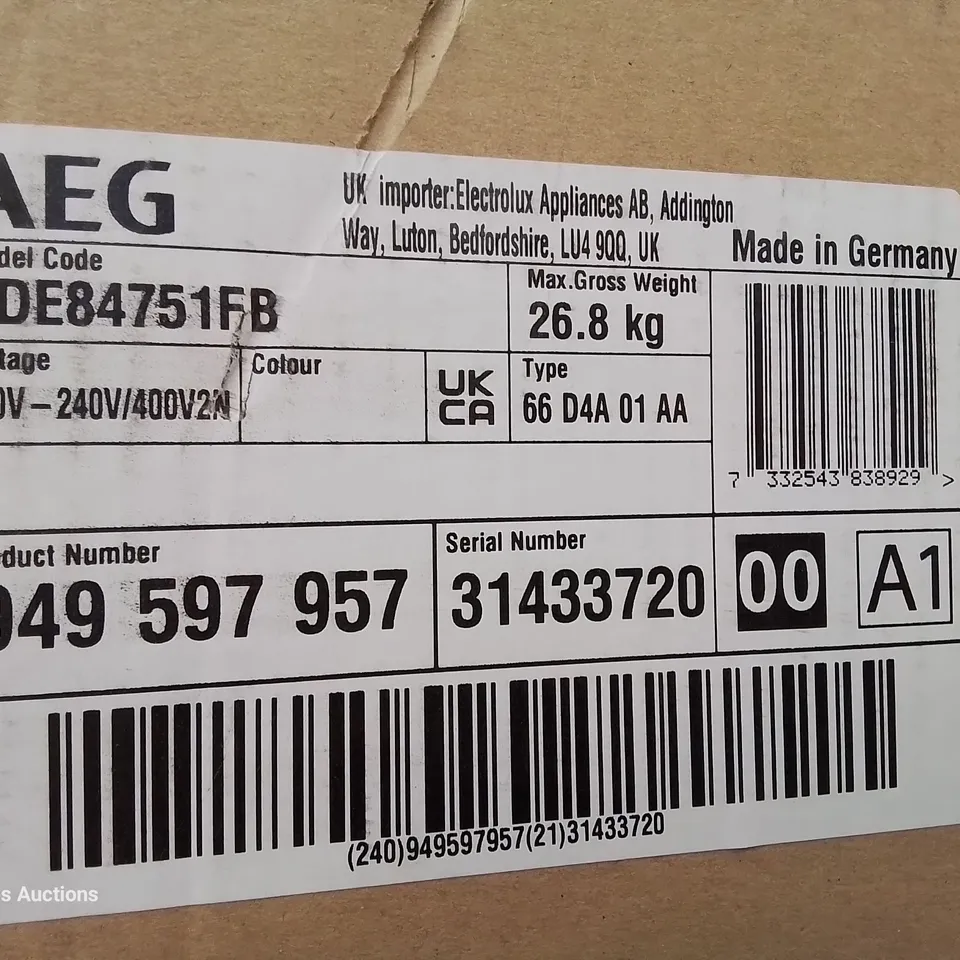 AEG
UK importer:Electrolux Appliances AB, Addington
Way, Luton, Bedfordshire, LU4 9QQ, UK
Made in Germany
del Code
DE84751FB
Max.Gross Weight
26.8 kg
tage
0V – 240V/400V2N
Colour
UK
CA
Type
66 D4A 01 AA
7 332543 838929 >
duct Number
949 597 957
Serial Number
31433720
00
A1
(240)949597957(21)31433720
s Auctions